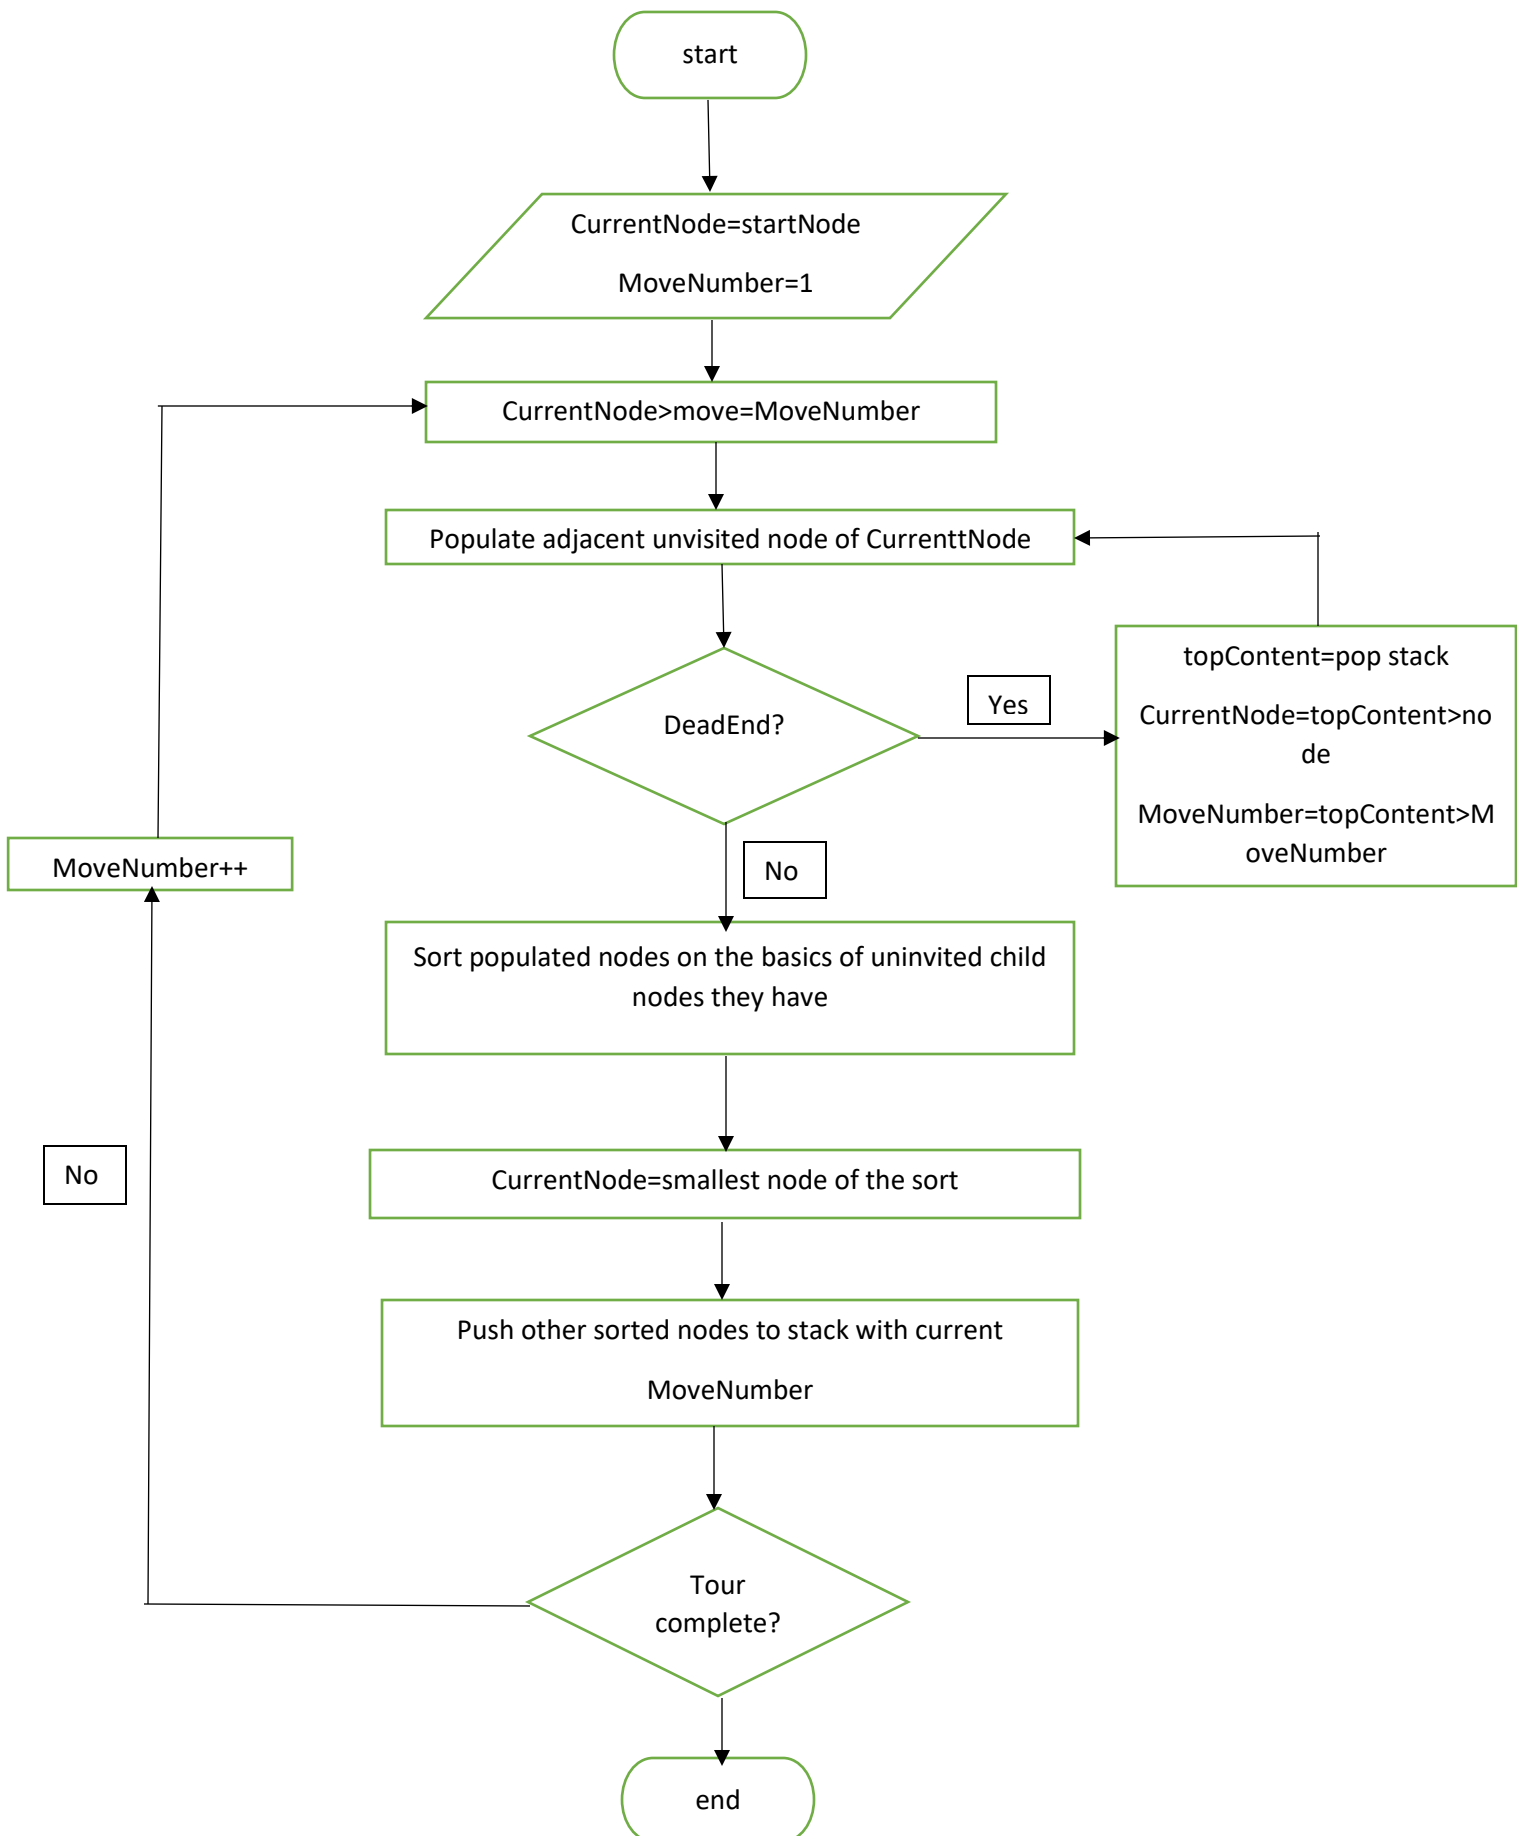 start
CurrentNode=startNode
MoveNumber=1
CurrentNode>move=MoveNumber
Populate adjacent unvisited node of CurrenttNode
DeadEnd?
Yes
topContent=pop stack
CurrentNode=topContent>no
de
MoveNumber=topContent>M
oveNumber
No
MoveNumber++
Sort populated nodes on the basics of uninvited child
nodes they have
CurrentNode=smallest node of the sort
No
Push other sorted nodes to stack with current
MoveNumber
Tour
complete?
end